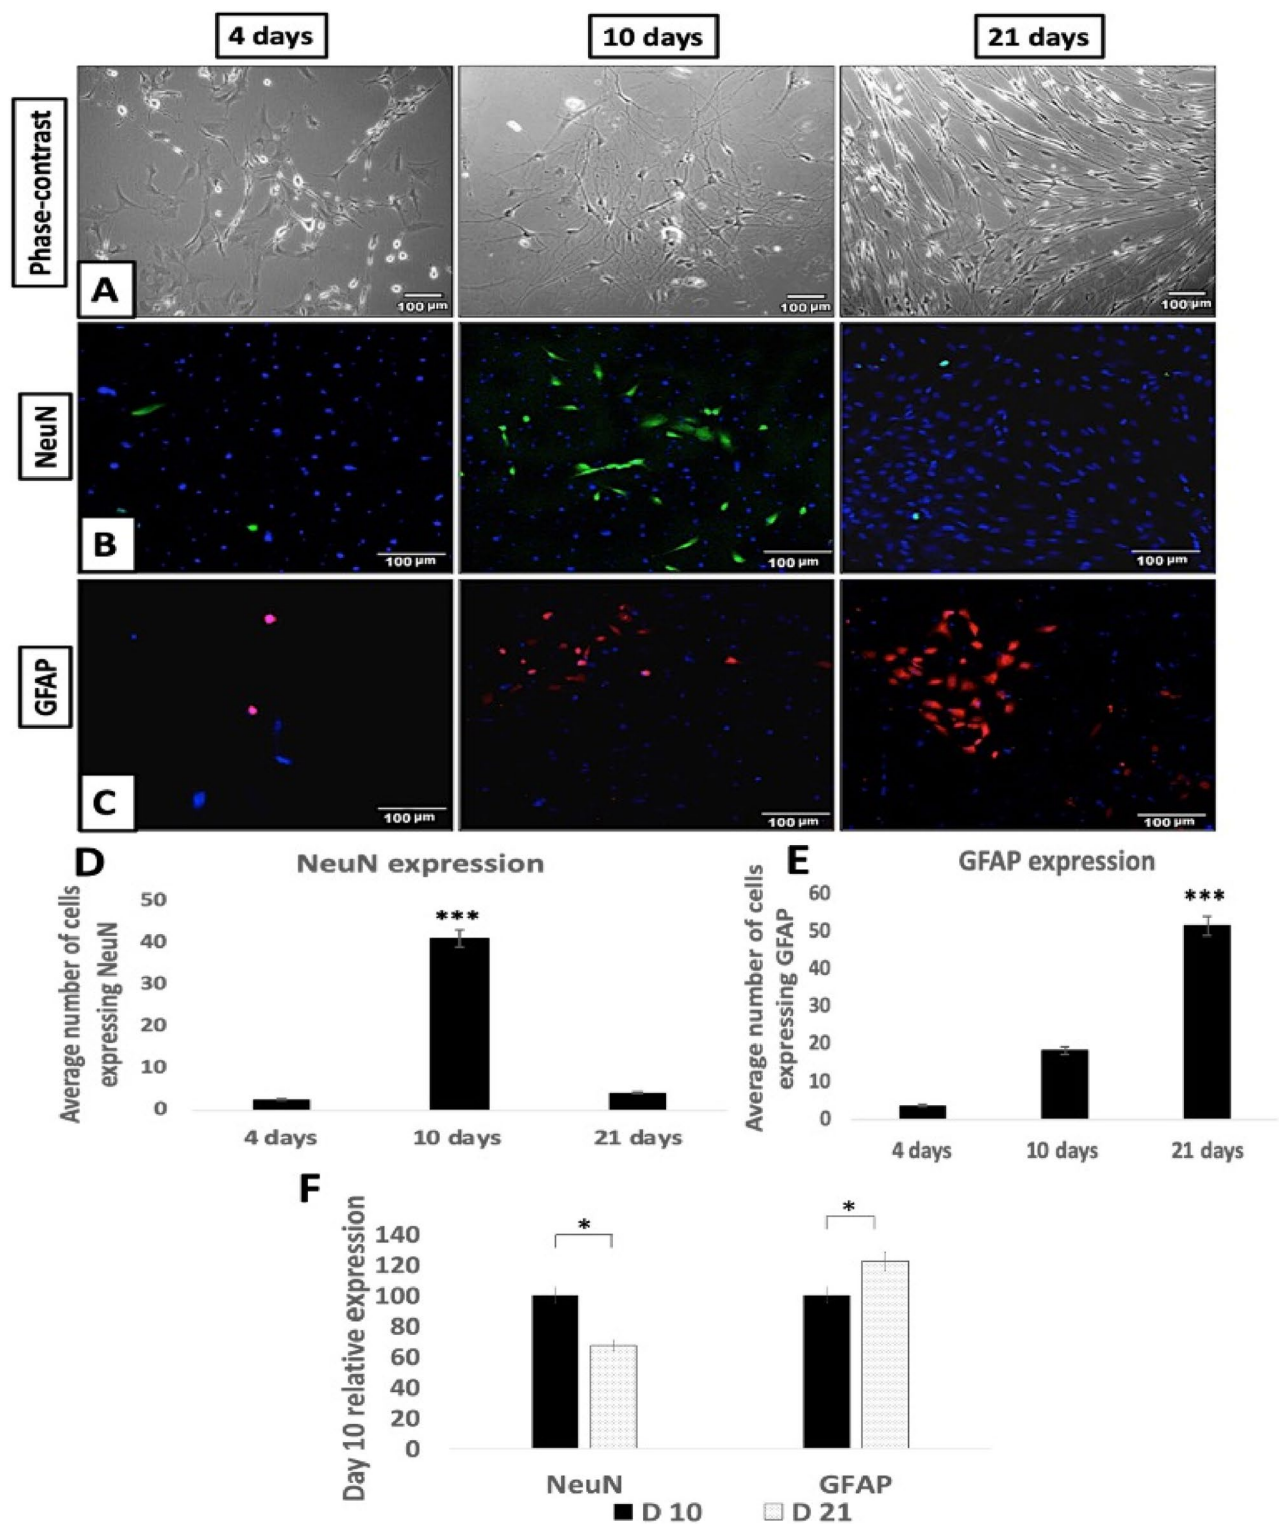 4 days
10 days
21 days
Phase-contrast
A
100 µm
100 µm
100 µm
NeuN
B
100 µm
100 µm
100 µm
GFAP
C
100 µm
100 µm
100 µm
D
NeuN expression
Average number of cells
expressing NeuN
50
40
30
20
10
0
***
4 days
10 days
21 days
E
GFAP expression
Average number of cells
expressing GFAP
60
50
40
30
20
10
0
***
4 days
10 days
21 days
F
Day 10 relative expression
140
120
100
80
60
40
20
0
*
*
NeuN
GFAP
D 10
D 21